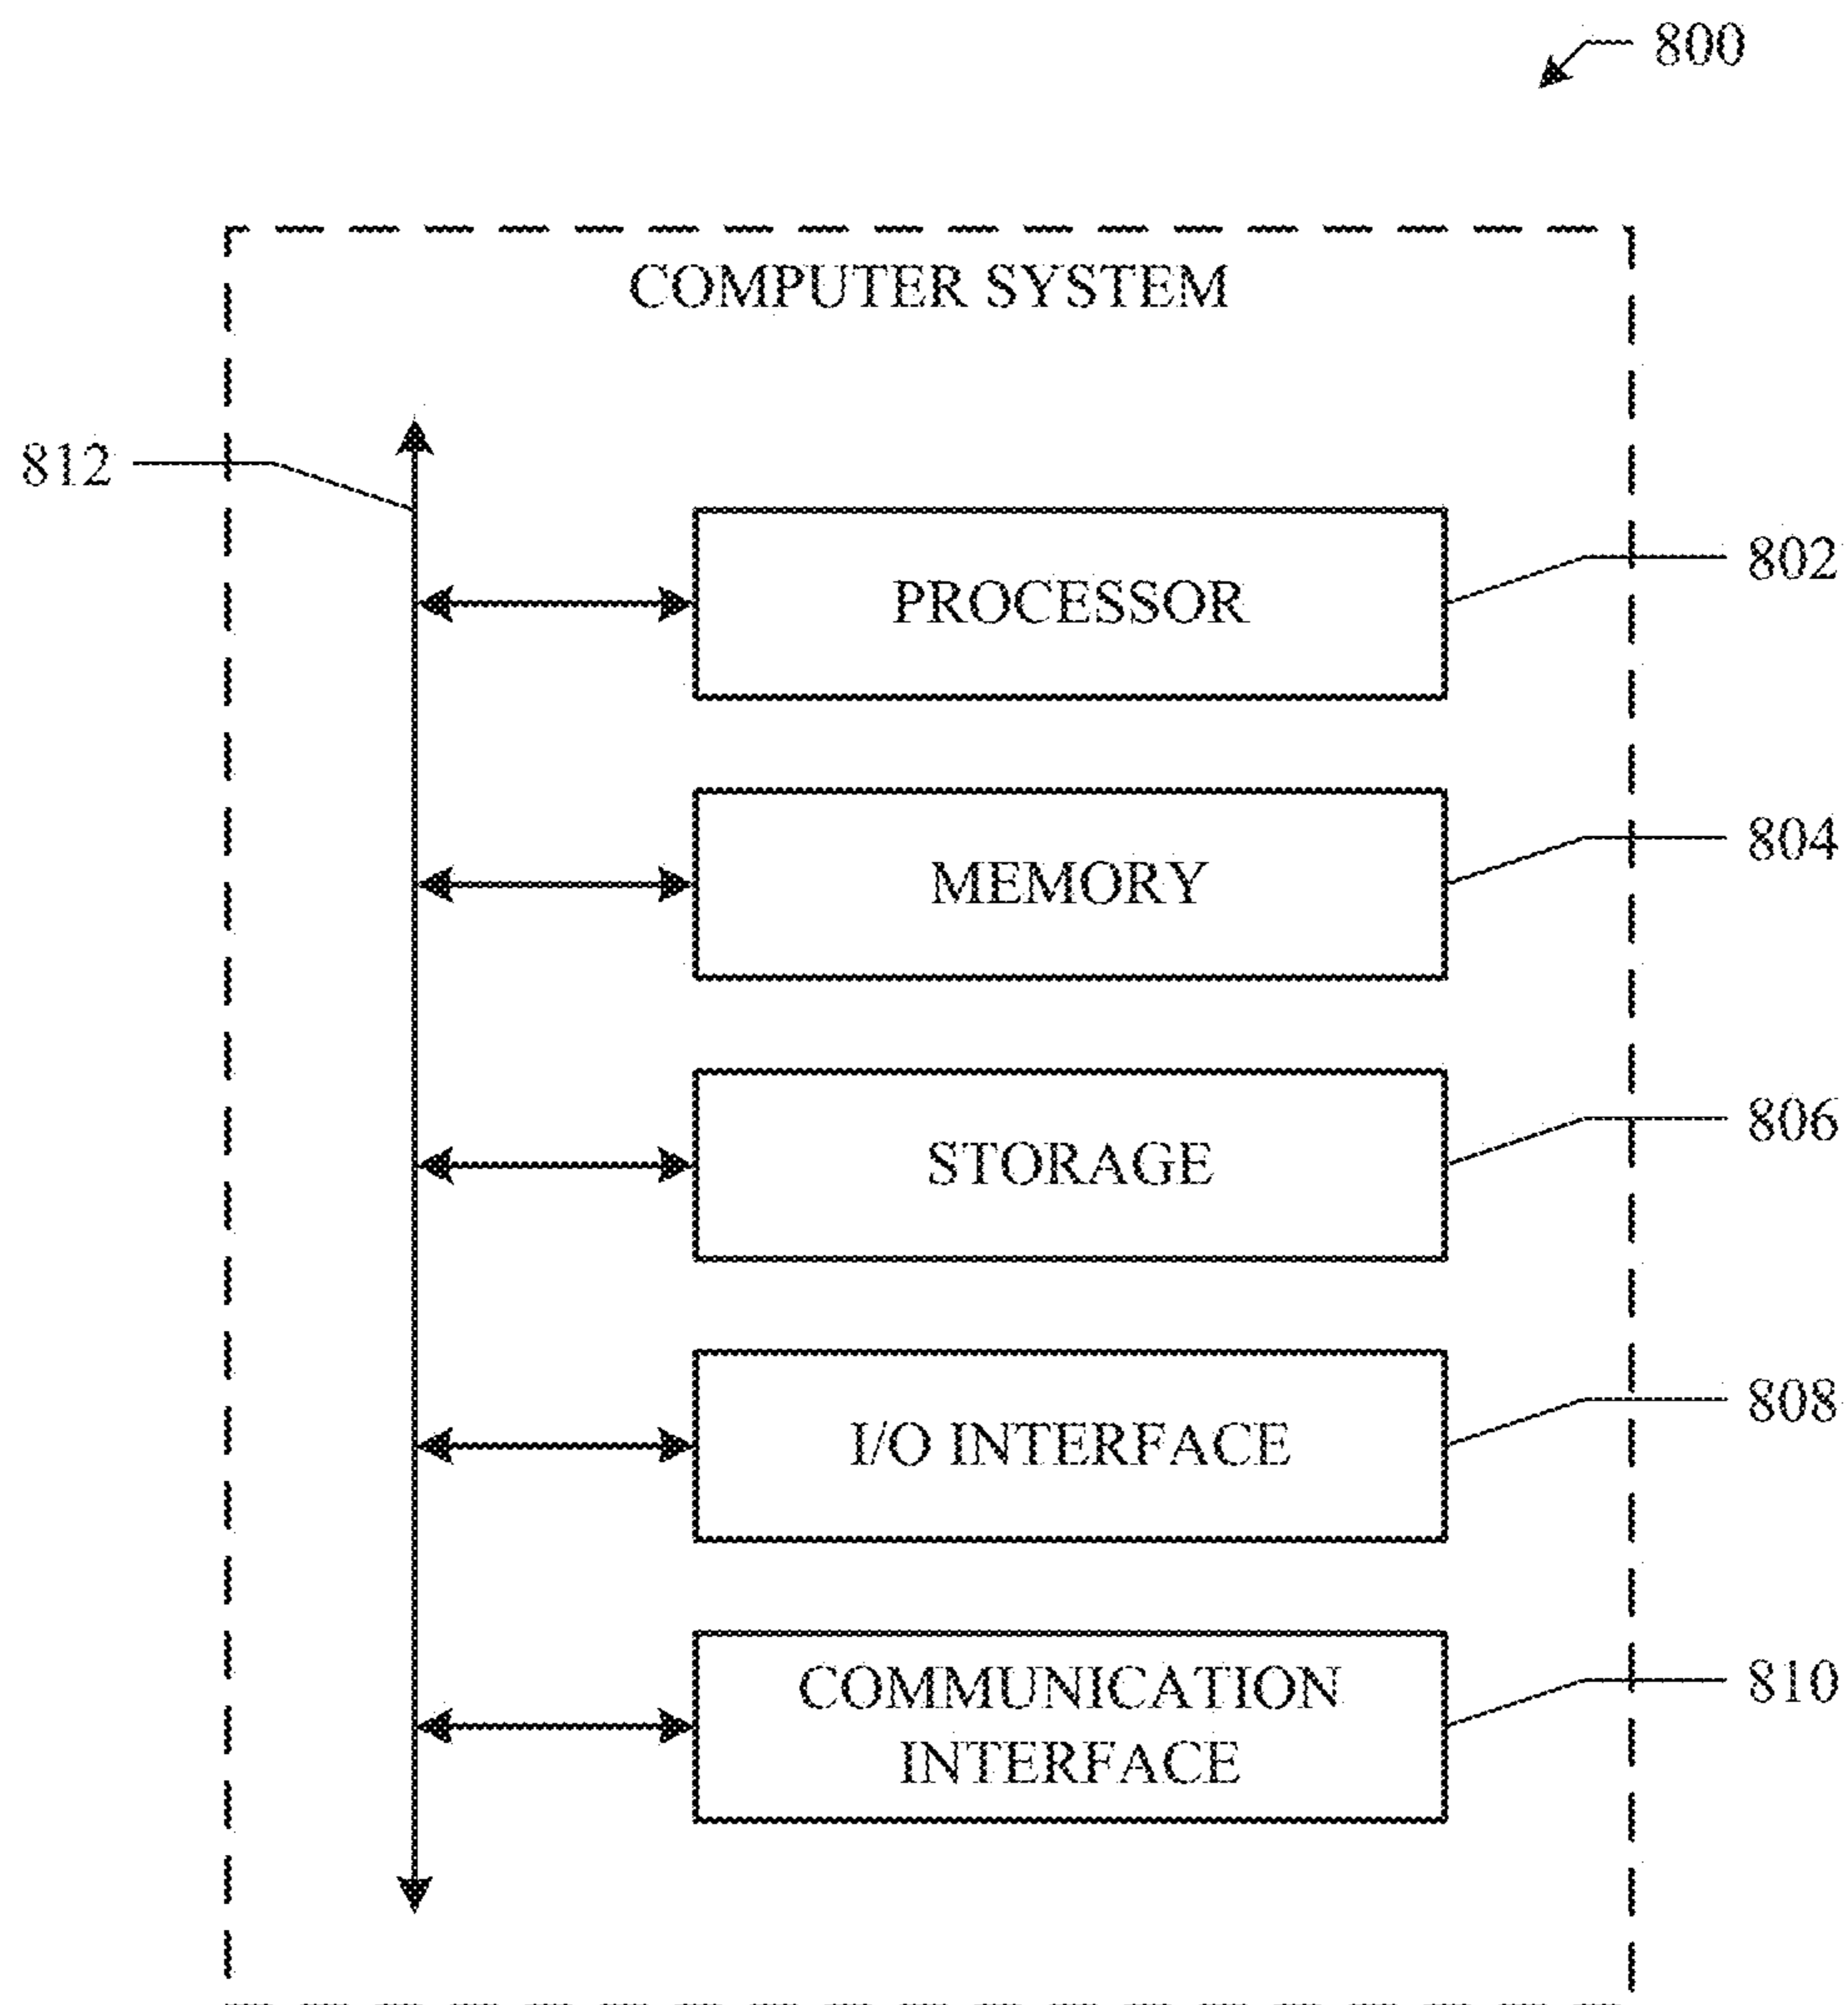 800
COMPUTER SYSTEM
812
PROCESSOR
802
MEMORY
804
STORAGE
806
I/O INTERFACE
808
COMMUNICATION
INTERFACE
810